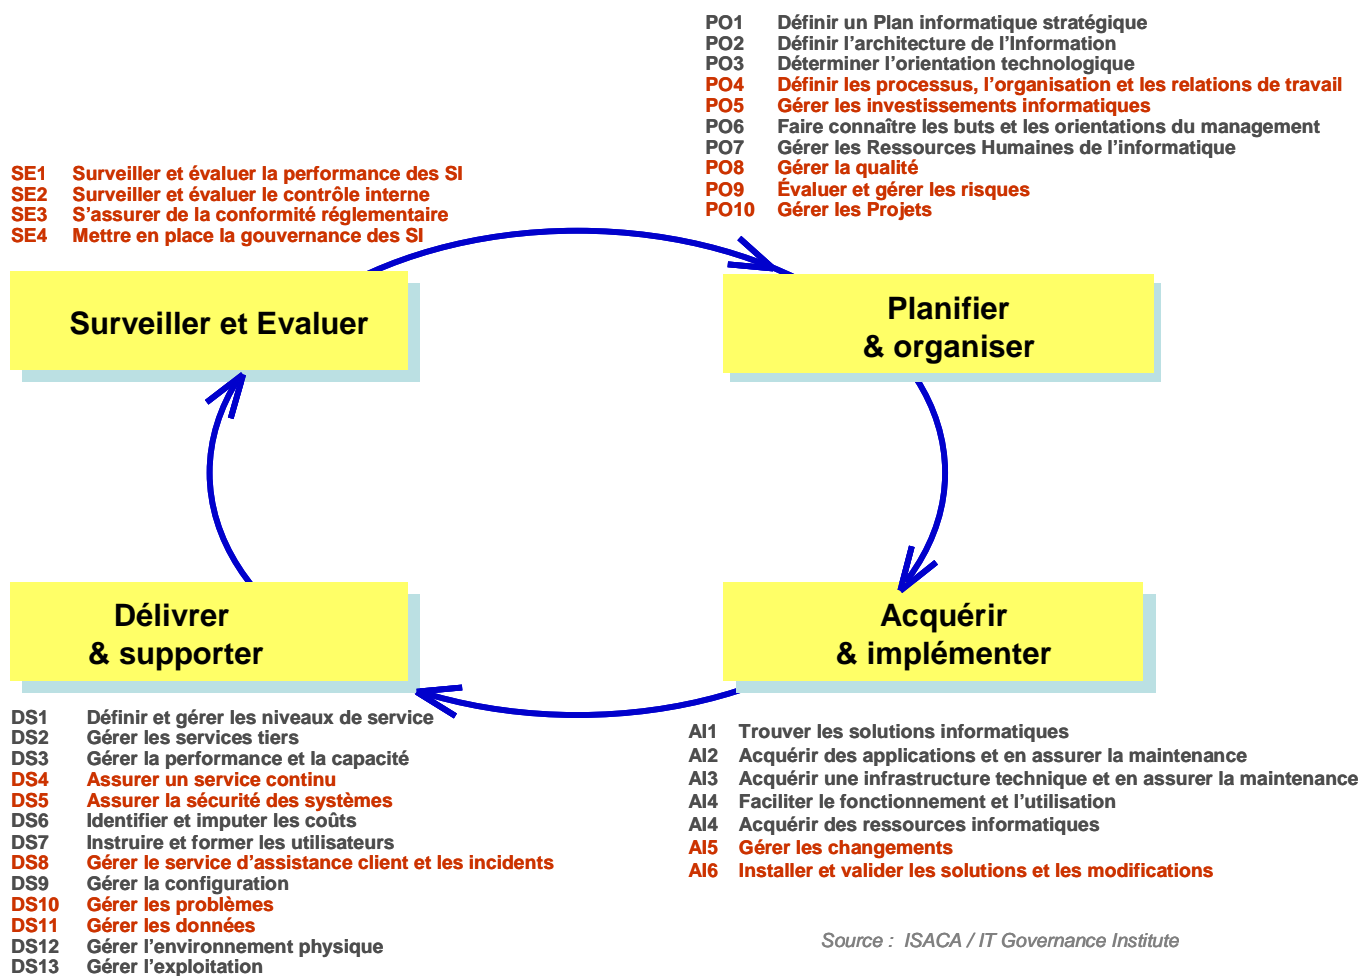 PO1 Définir un Plan informatique stratégique
PO2 Définir l'architecture de l'Information
PO3 Déterminer l'orientation technologique
PO4 Définir les processus, l'organisation et les relations de travail
PO5 Gérer les investissements informatiques
PO6 Faire connaître les buts et les orientations du management
PO7 Gérer les Ressources Humaines de l'informatique
PO8 Gérer la qualité
PO9 Évaluer et gérer les risques
PO10 Gérer les Projets
SE1 Surveiller et évaluer la performance des SI
SE2 Surveiller et évaluer le contrôle interne
SE3 S'assurer de la conformité réglementaire
SE4 Mettre en place la gouvernance des SI
Surveiller et Evaluer
Planifier
& organiser
Délivrer
& supporter
Acquérir
& implémenter
DS1 Définir et gérer les niveaux de service
DS2 Gérer les services tiers
DS3 Gérer la performance et la capacité
DS4 Assurer un service continu
DS5 Assurer la sécurité des systèmes
DS6 Identifier et imputer les coûts
DS7 Instruire et former les utilisateurs
DS8 Gérer le service d'assistance client et les incidents
DS9 Gérer la configuration
DS10 Gérer les problèmes
DS11 Gérer les données
DS12 Gérer l'environnement physique
DS13 Gérer l'exploitation
AI1 Trouver les solutions informatiques
AI2 Acquérir des applications et en assurer la maintenance
AI3 Acquérir une infrastructure technique et en assurer la maintenance
AI4 Faciliter le fonctionnement et l'utilisation
AI4 Acquérir des ressources informatiques
AI5 Gérer les changements
AI6 Installer et valider les solutions et les modifications
Source : ISACA / IT Governance Institute